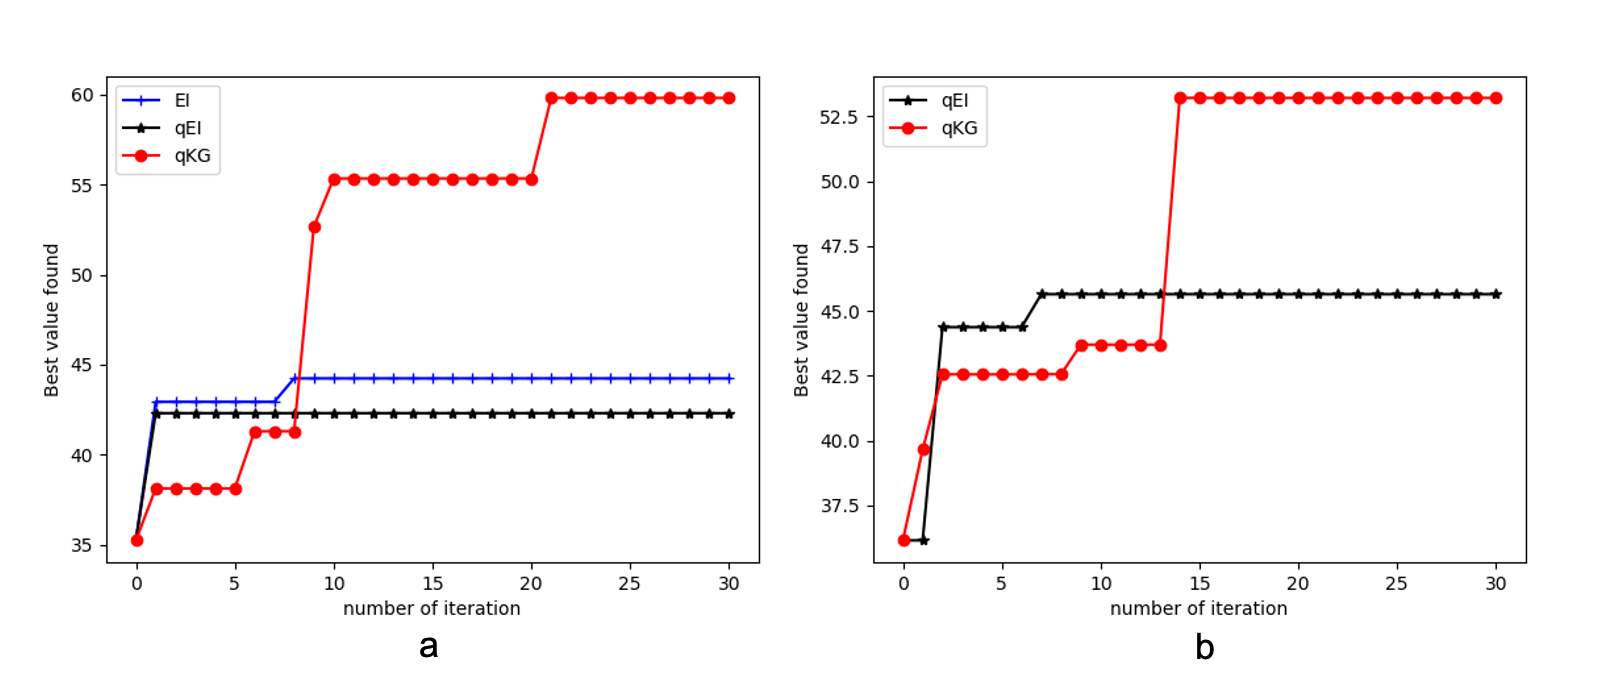 EI
qEI
qKG
60
55
50
45
40
35
Best value found
0 5 10 15 20 25 30
number of iteration
a
qEI
qKG
52.5
50.0
47.5
45.0
42.5
40.0
37.5
Best value found
0 5 10 15 20 25 30
number of iteration
b